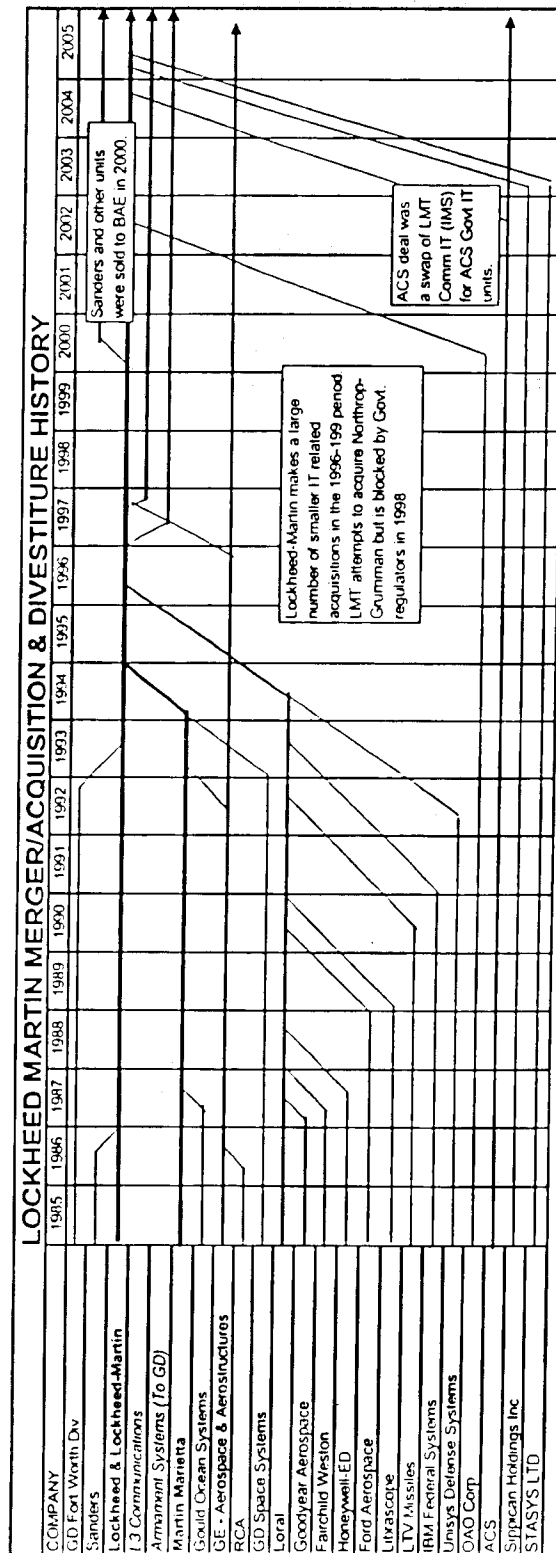 LOCKHEED MARTIN MERGER/ACQUISITION & DIVESTITURE HISTORY
COMPANY 1985 1986 1987 1988 1989 1990 1991 1992 1993 1994 1995 1996 1997 1998 1999 2000 2001 2002 2003 2004 2005
GD Fort Worth Div
Sanders
Lockheed & Lockheed-Martin
L3 Communications
Armament Systems (To GD)
Martin Marietta
Gould Ocean Systems
GE - Aerospace & Aerostructures
RCA
GD Space Systems
Loral
Goodyear Aerospace
Fairchild Weston
Honeywell-ED
Ford Aerospace
Librascope
LTV Missiles
IBM Federal Systems
Unisys Defense Systems
OAO Corp
ACS
Sippican Holdings Inc
STASYS LTD
Sanders and other units
were sold to BAE in 2000.
Lockheed-Martin makes a large
number of smaller IT related
acquisitions in the 1996-199 period.
LMT attempts to acquire Northrop-
Grumman but is blocked by Govt.
regulators in 1998
ACS deal was
a swap of LMT
Comm IT (IMS)
for ACS Govt IT
units.